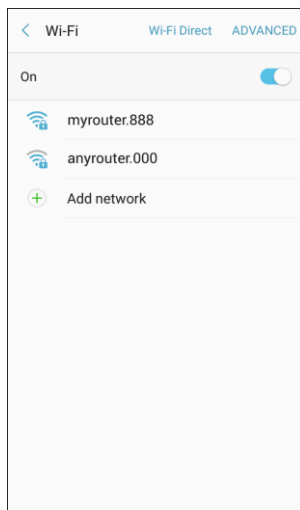 Wi-Fi Wi-Fi Direct ADVANCED
On
myrouter.888
anyrouter.000
Add network